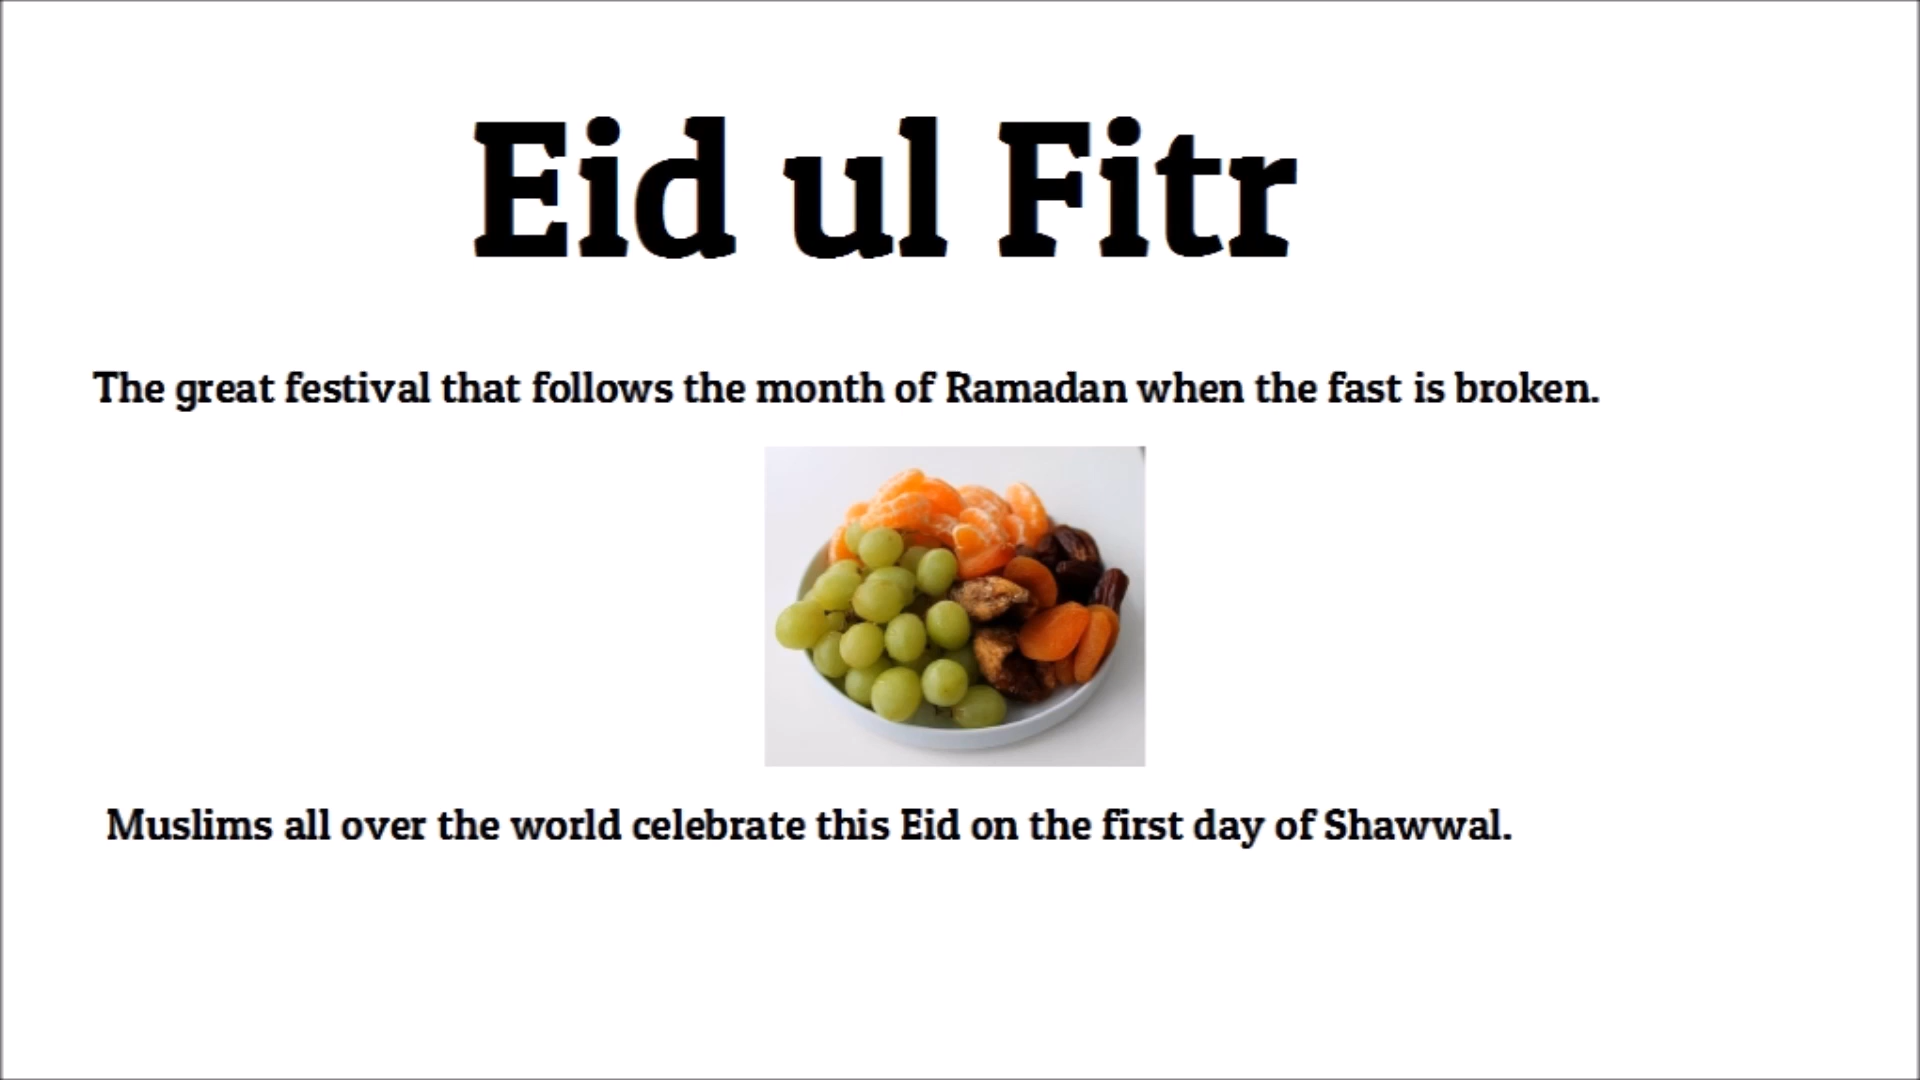 Eid ul Fitr
The great festival that follows the month of Ramadan when the fast is broken.
Muslims all over the world celebrate this Eid on the first day of Shawwal.